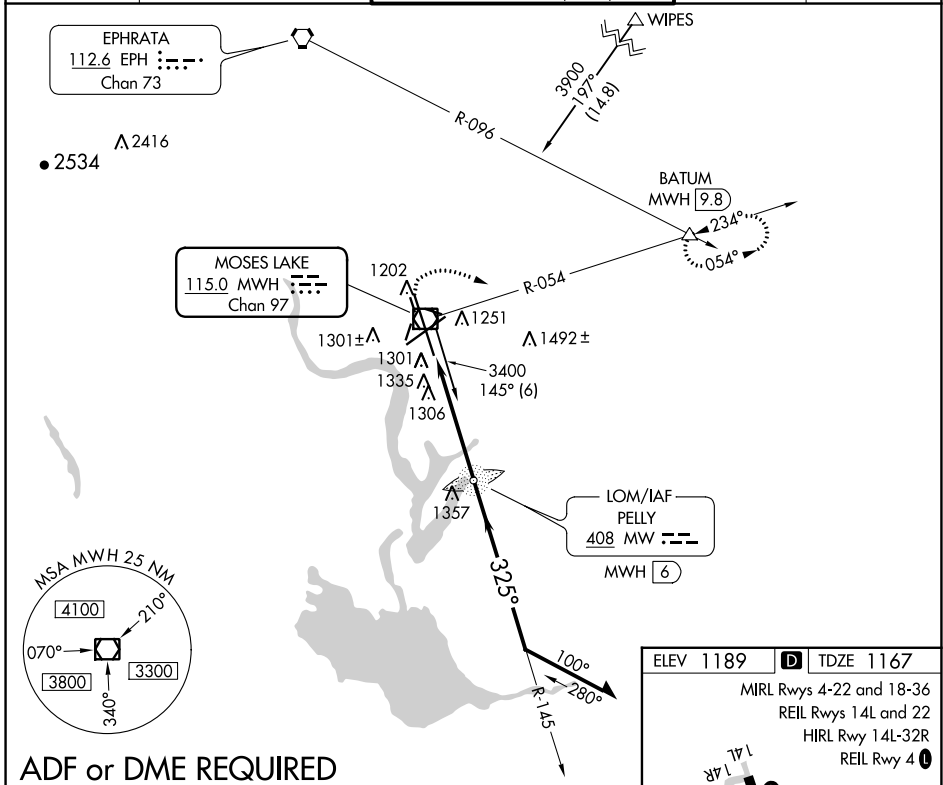 WIPES
EPHRATA
112.6 EPH
Chan 73
3900
197°
(14.8)
R-096
2416
2534
BATUM
MWH 9.8
234°
054°
MOSES LAKE
115.0 MWH
Chan 97
1202
R-054
1251
1301±
1492±
1301
3400
145° (6)
1335
1306
1357
LOM/IAF
PELLY
408 MW
MWH 6
325°
MSA MWH 25 NM
4100
210°
070°
3300
3800
340°
100°
280°
R-145
ELEV 1189 D TDZE 1167
MIRL Rwys 4-22 and 18-36
REIL Rwys 14L and 22
HIRL Rwy 14L-32R
REIL Rwy 4 L
14L
14R
ADF or DME REQUIRED